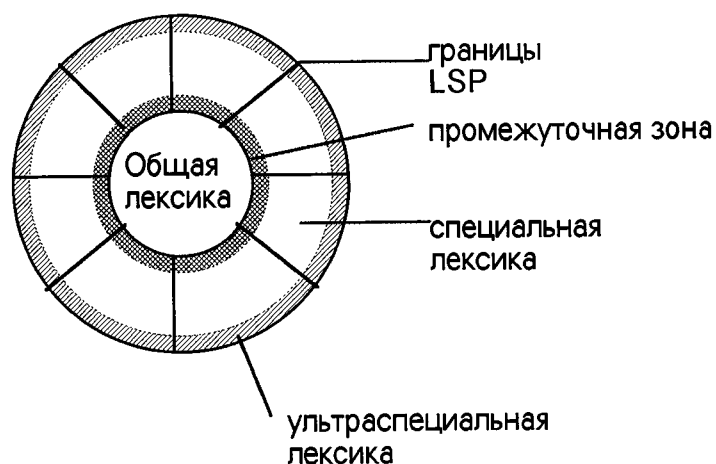 границы
LSP
промежуточная зона
Общая
лексика
специальная
лексика
ультраспециальная
лексика